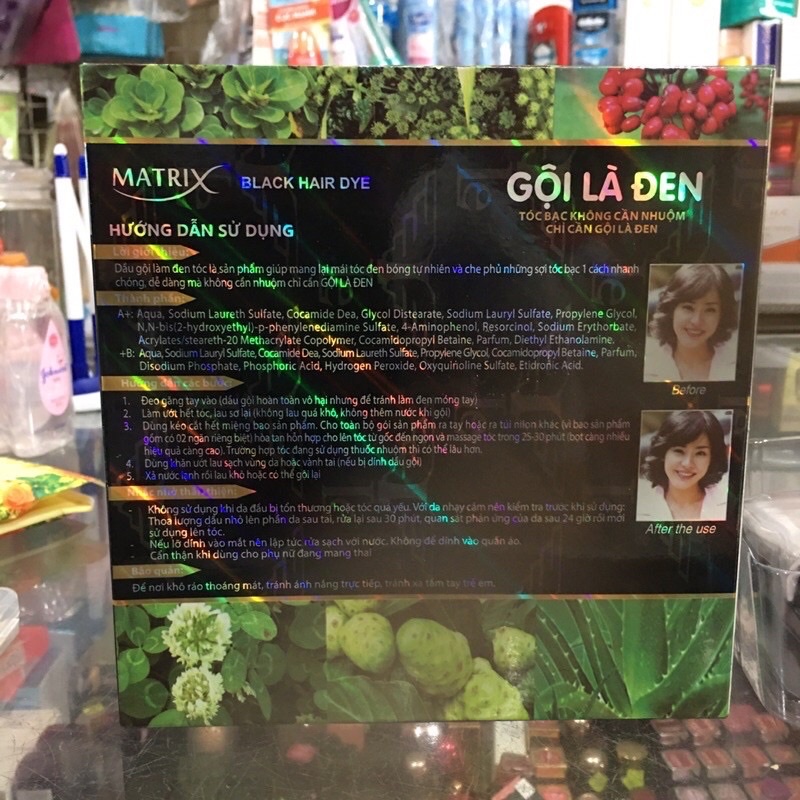 MATRIX BLACK HAIR DYE
GỘI LÀ ĐEN
TÓC BẠC KHÔNG CẦN NHUỘM
CHỈ CẦN GỘI LÀ ĐEN
HƯỚNG DẪN SỬ DỤNG
Lời giới thiệu:
Dầu gội làm đen tóc là sản phẩm giúp mang lại mái tóc đen bóng tự nhiên và che phủ những sợi tóc bạc 1 cách nhanh
chóng, dễ dàng mà không cần nhuộm chỉ cần GỘI LÀ ĐEN
Thành phần:
A+: Aqua, Sodium Laureth Sulfate, Cocamide Dea, Glycol Distearate, Sodium Lauryl Sulfate, Propylene Glycol,
N,N-bis(2-hydroxyethyl)-p-phenylenediamine Sulfate, 4-Aminophenol, Resorcinol, Sodium Erythorbate,
Acrylates/steareth-20 Methacrylate Copolymer, Cocamidopropyl Betaine, Parfum, Diethyl Ethanolamine.
+B: Aqua, Sodium Lauryl Sulfate, Cocamide Dea, Sodium Laureth Sulfate, Propylene Glycol, Cocamidopropyl Betaine, Parfum,
Disodium Phosphate, Phosphoric Acid, Hydrogen Peroxide, Oxyquinoline Sulfate, Etidronic Acid.
Hướng dẫn các bước:
1. Đeo găng tay vào (dầu gội hoàn toàn vô hại nhưng để tránh làm đen móng tay)
2. Làm ướt hết tóc, lau sơ lại (không lau quá khô, không thêm nước khi gội)
3. Dùng kéo cắt hết miệng bao sản phẩm. Cho toàn bộ gói sản phẩm ra tay hoặc ra túi nilon khác (vì bao sản phẩm
gồm có 02 ngăn riêng biệt) hòa tan hỗn hợp cho lên tóc từ gốc đến ngọn và massage tóc trong 25-30 phút (bọt càng nhiều
hiệu quả càng cao). Trường hợp tóc đang sử dụng thuốc nhuộm thì có thể lâu hơn.
4. Dùng khăn ướt lau sạch vùng da hoặc vành tai (nếu bị dính dầu gội)
5. Xả nước lạnh rồi lau khô hoặc có thể gội lại
Nhắc nhở thân thiện:
- Không sử dụng khi da đầu bị tổn thương hoặc tóc quá yếu. Với da nhạy cảm nên kiểm tra trước khi sử dụng:
Thoa lượng dầu nhỏ lên phần da sau tai, rửa lại sau 30 phút, quan sát phản ứng của da sau 24 giờ rồi mới
sử dụng lên tóc.
- Nếu lỡ dính vào mắt nên lập tức rửa sạch với nước. Không để dính vào quần áo.
- Cẩn thận khi dùng cho phụ nữ đang mang thai
Bảo quản:
Để nơi khô ráo thoáng mát, tránh ánh nắng trực tiếp, tránh xa tầm tay trẻ em.
Before
After the use
Johnson's